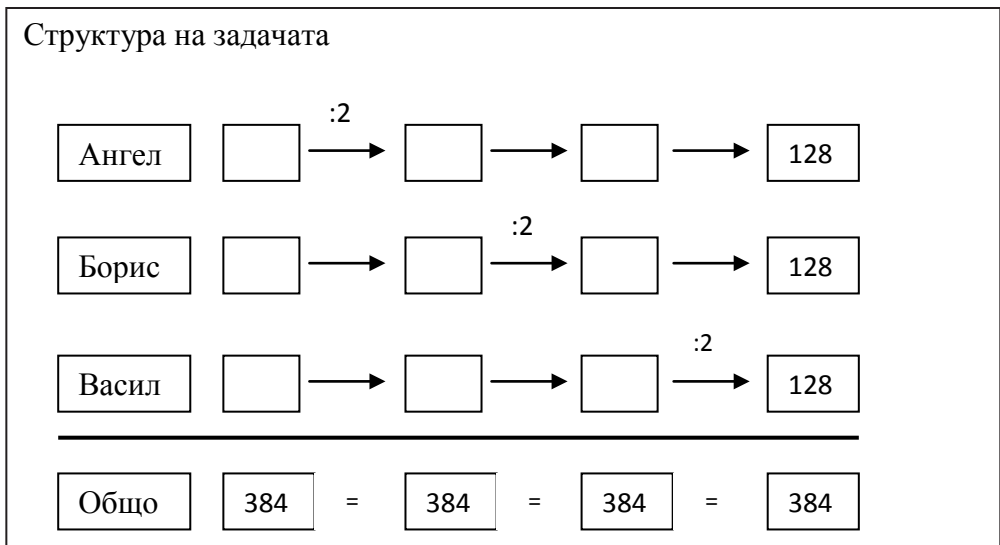 Структура на задачата
:2
Ангел 128
:2
Борис 128
:2
Васил 128
Общо 384 = 384 = 384 = 384